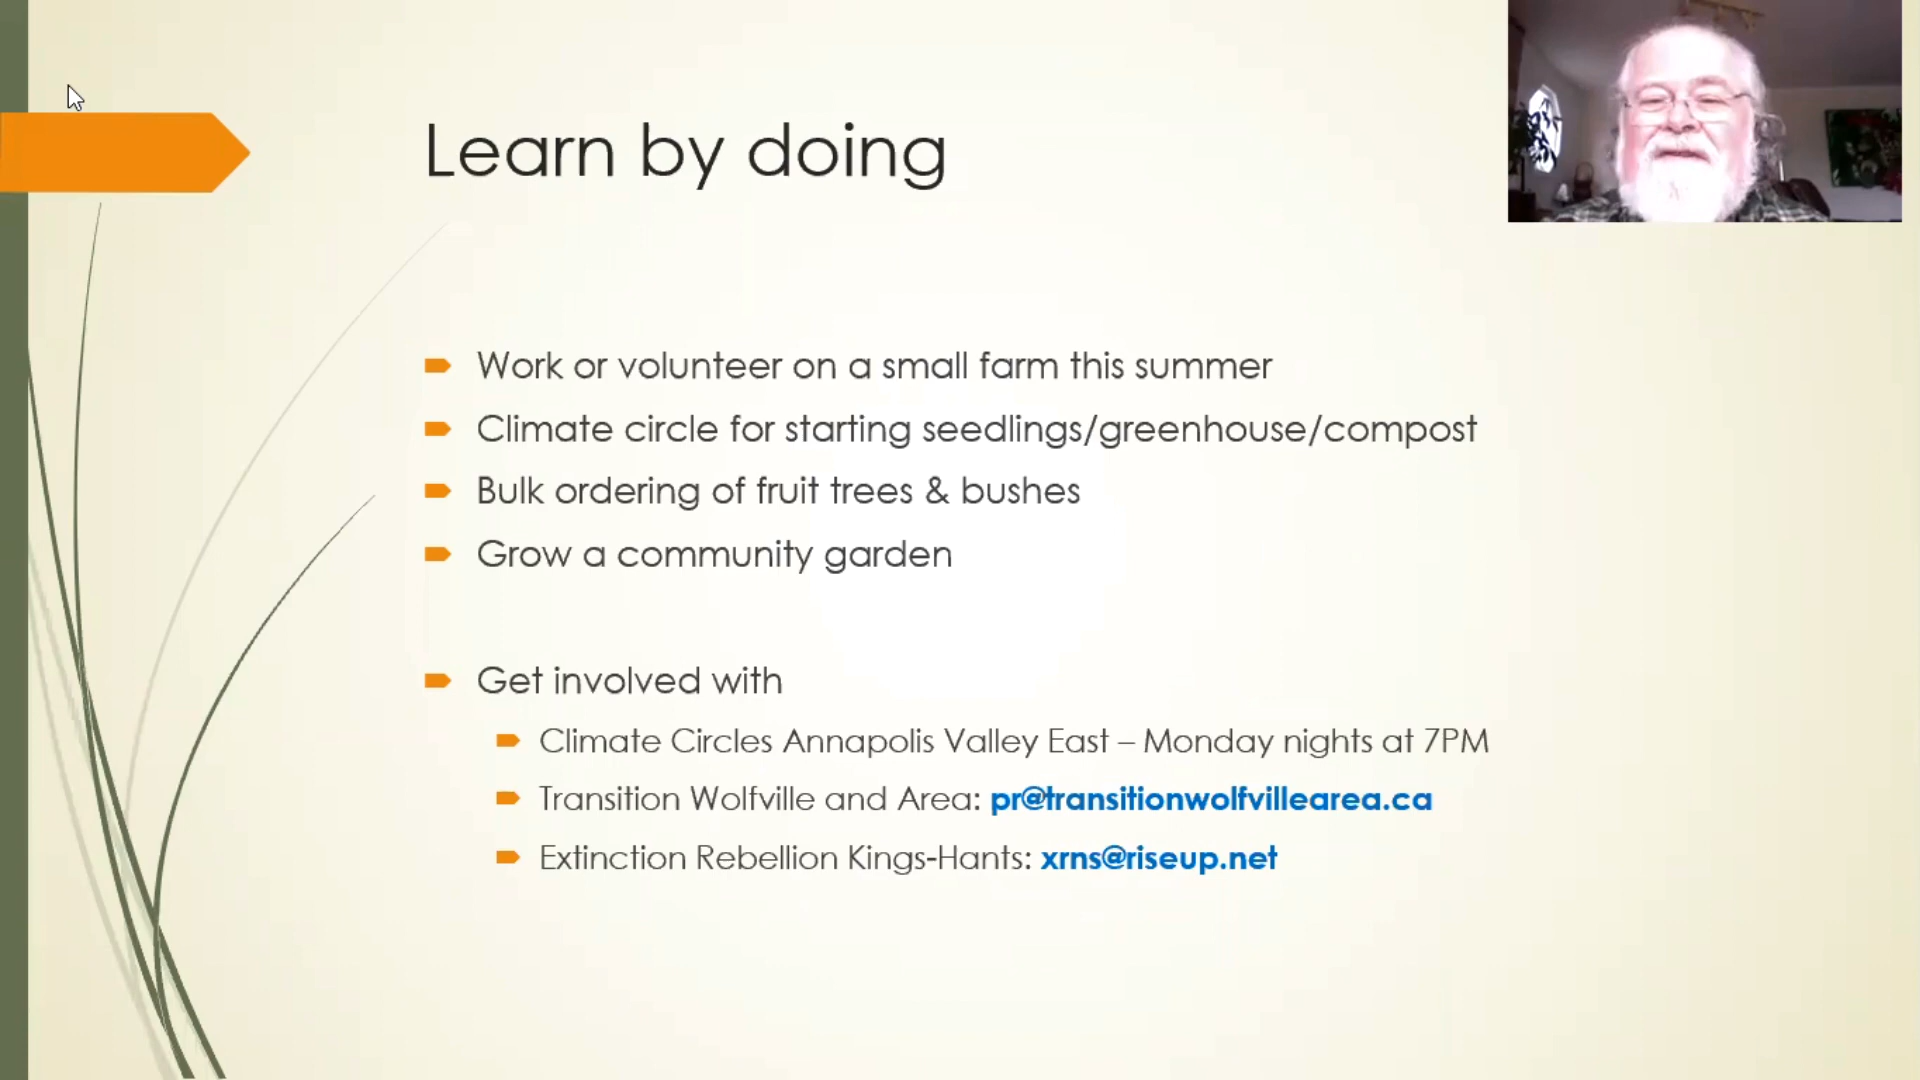 Learn by doing
Work or volunteer on a small farm this summer
Climate circle for starting seedlings/greenhouse/compost
Bulk ordering of fruit trees & bushes
Grow a community garden
Get involved with
Climate Circles Annapolis Valley East – Monday nights at 7PM
Transition Wolfville and Area: pr@transitionwolfvillearea.ca
Extinction Rebellion Kings-Hants: xrns@riseup.net